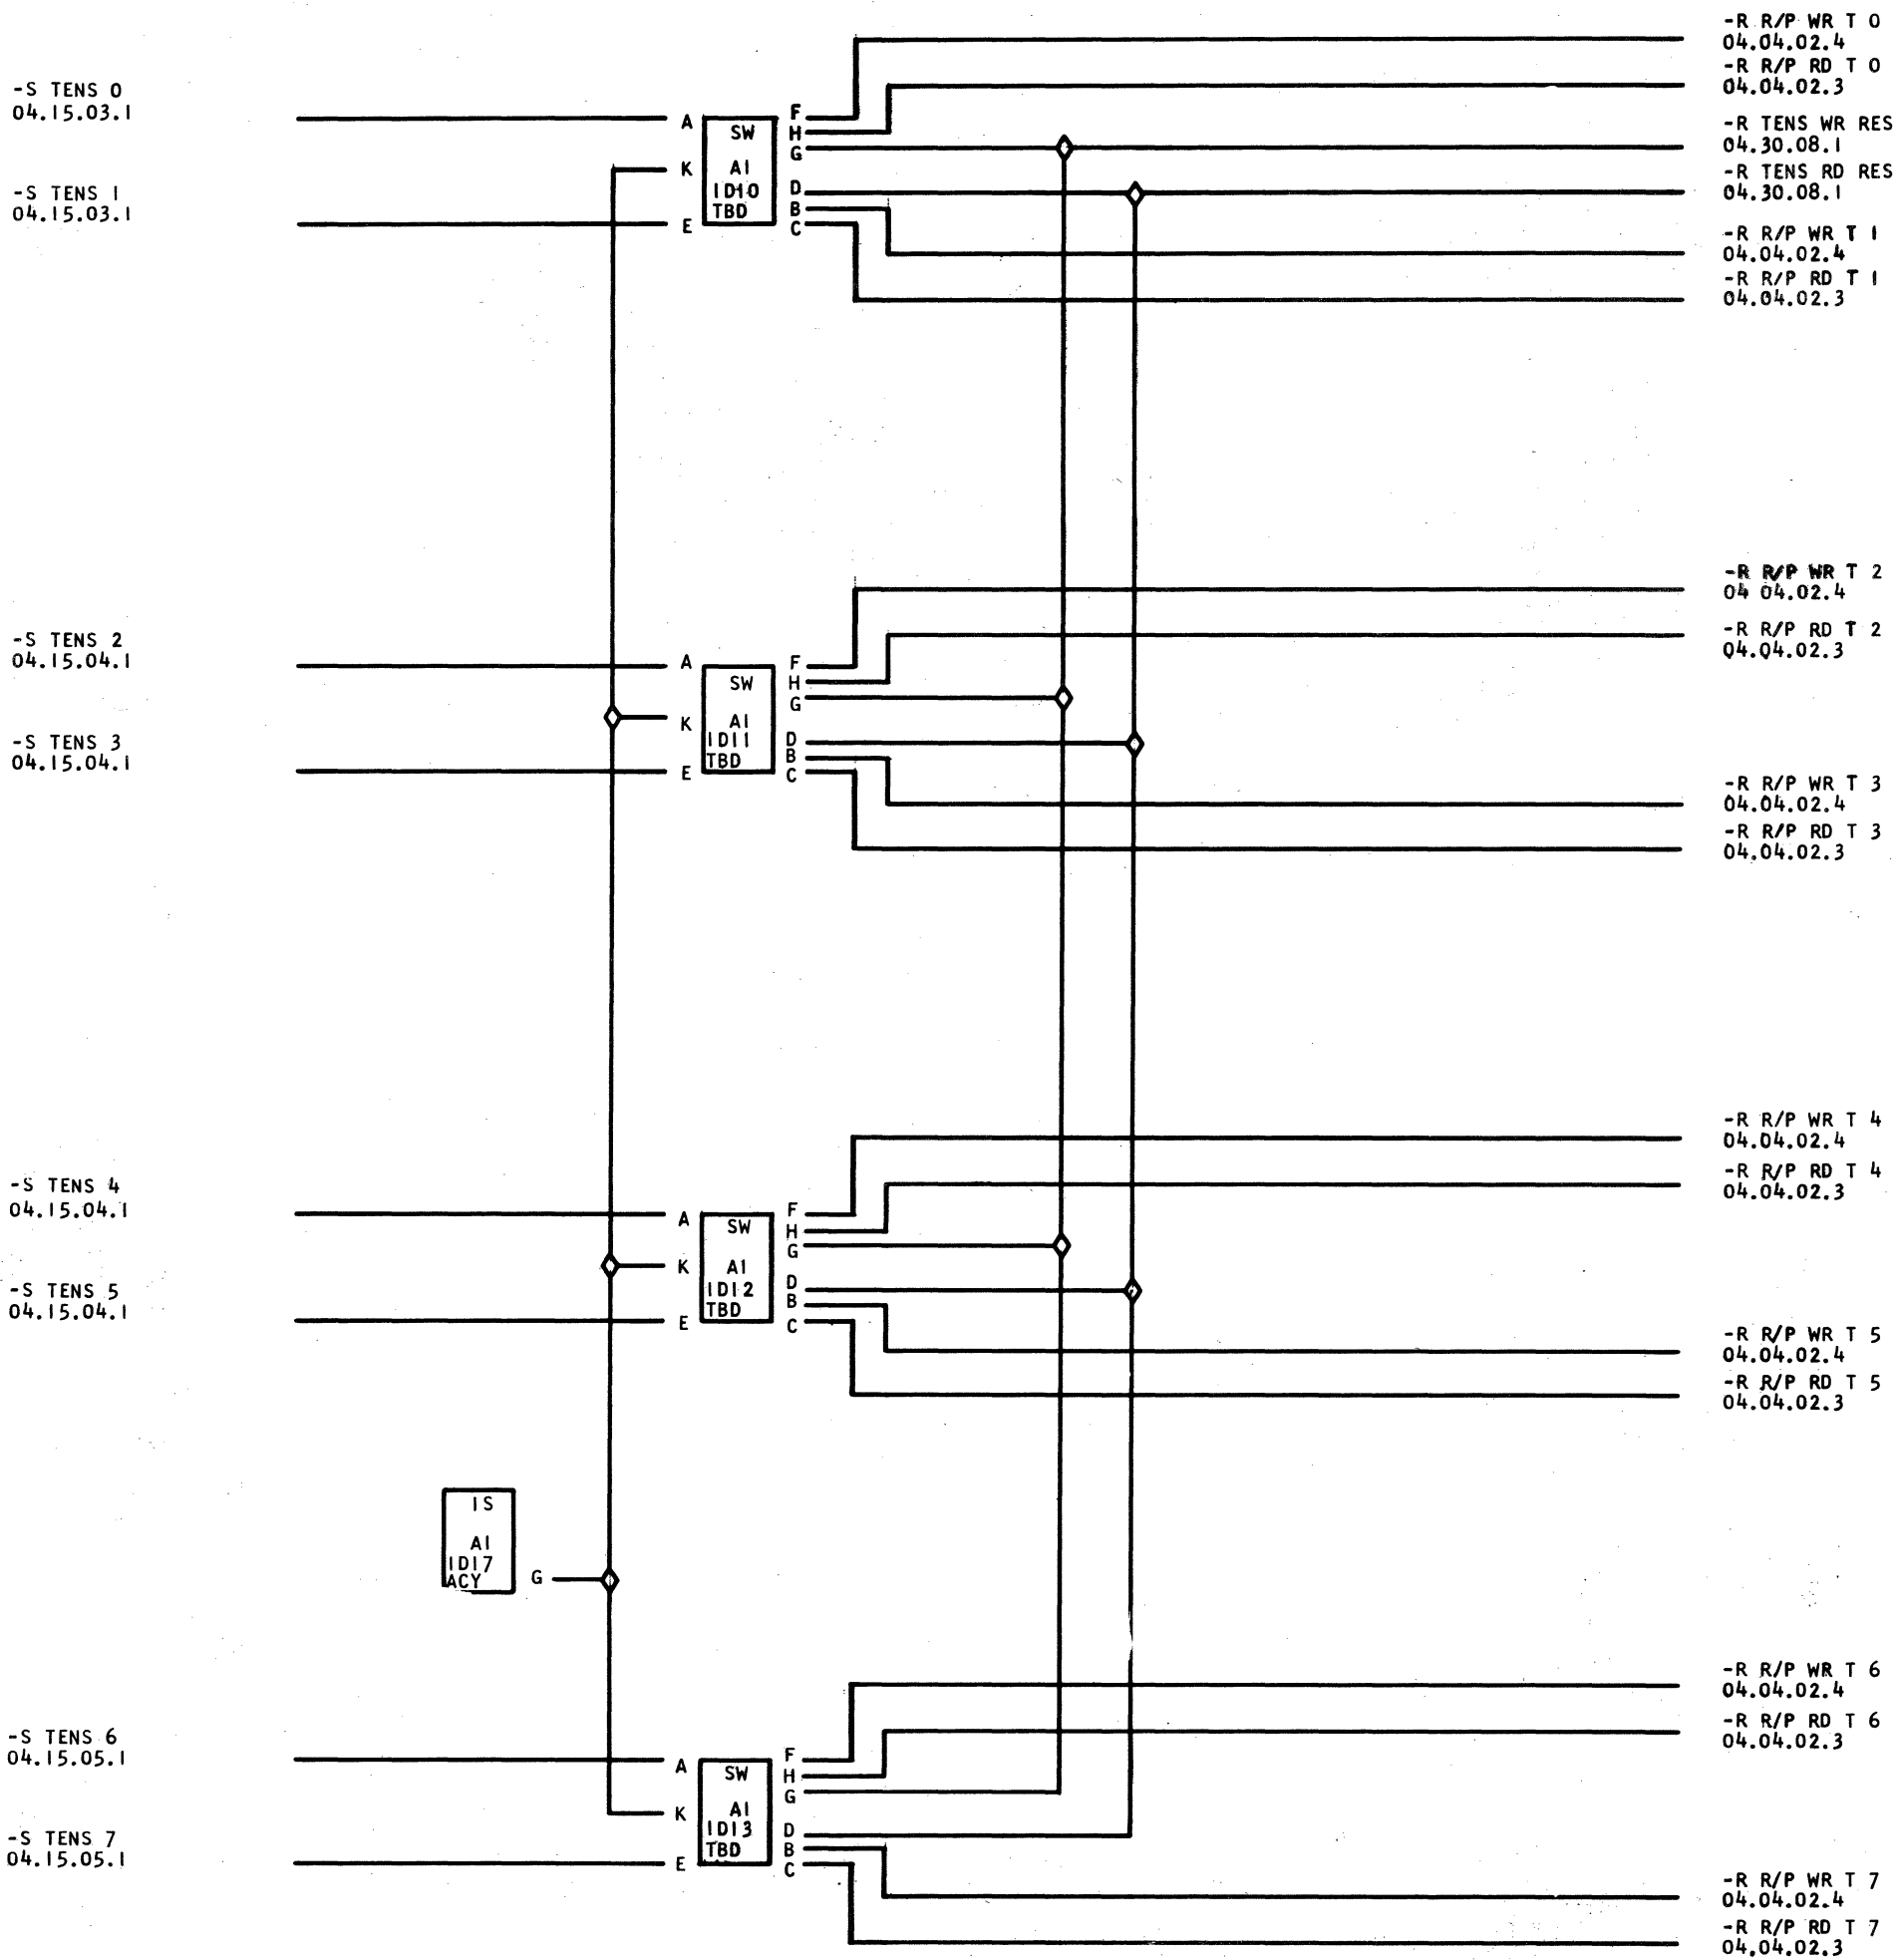 -S TENS 0
04.15.03.1
-S TENS 1
04.15.03.1
A
K
E
SW
A1
1D10
TBD
F
H
G
D
B
C
-R R/P WR T 0
04.04.02.4
-R R/P RD T 0
04.04.02.3
-R TENS WR RES
04.30.08.1
-R TENS RD RES
04.30.08.1
-R R/P WR T 1
04.04.02.4
-R R/P RD T 1
04.04.02.3
-S TENS 2
04.15.04.1
-S TENS 3
04.15.04.1
A
K
E
SW
A1
1D11
TBD
F
H
G
D
B
C
-R R/P WR T 2
04 04.02.4
-R R/P RD T 2
04.04.02.3
-R R/P WR T 3
04.04.02.4
-R R/P RD T 3
04.04.02.3
-S TENS 4
04.15.04.1
-S TENS 5
04.15.04.1
A
K
E
SW
A1
1D12
TBD
F
H
G
D
B
C
-R R/P WR T 4
04.04.02.4
-R R/P RD T 4
04.04.02.3
-R R/P WR T 5
04.04.02.4
-R R/P RD T 5
04.04.02.3
IS
A1
1D17
ACY
G
-S TENS 6
04.15.05.1
-S TENS 7
04.15.05.1
A
K
E
SW
A1
1D13
TBD
F
H
G
D
B
C
-R R/P WR T 6
04.04.02.4
-R R/P RD T 6
04.04.02.3
-R R/P WR T 7
04.04.02.4
-R R/P RD T 7
04.04.02.3